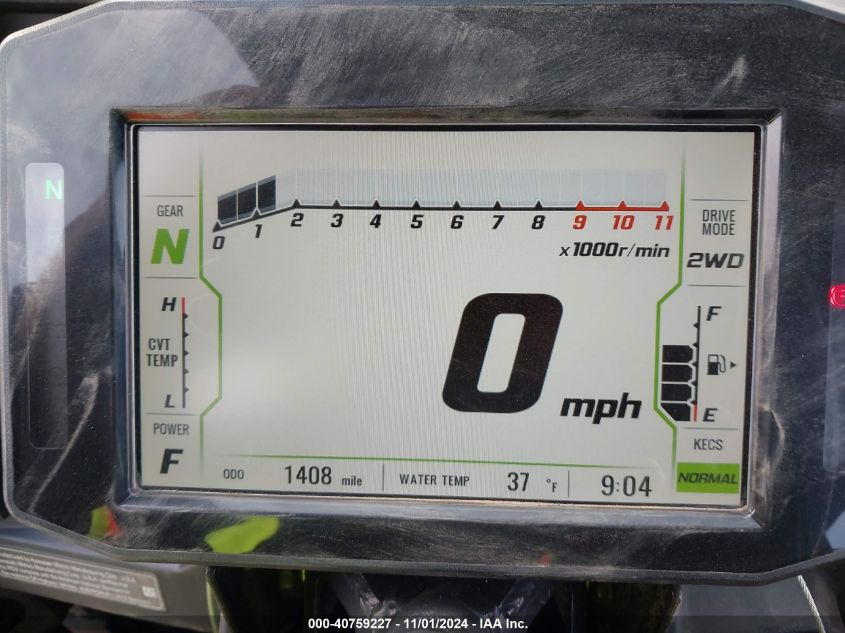 N
GEAR
N
0 1 2 3 4 5 6 7 8 9 10 11
x1000r/min
DRIVE
MODE
2WD
H
CVT
TEMP
L
0 mph
F
E
POWER
F
KECS
NORMAL
ODO 1408 mile WATER TEMP 37 °F 9:04
000-40759227 - 11/01/2024 - IAA Inc.